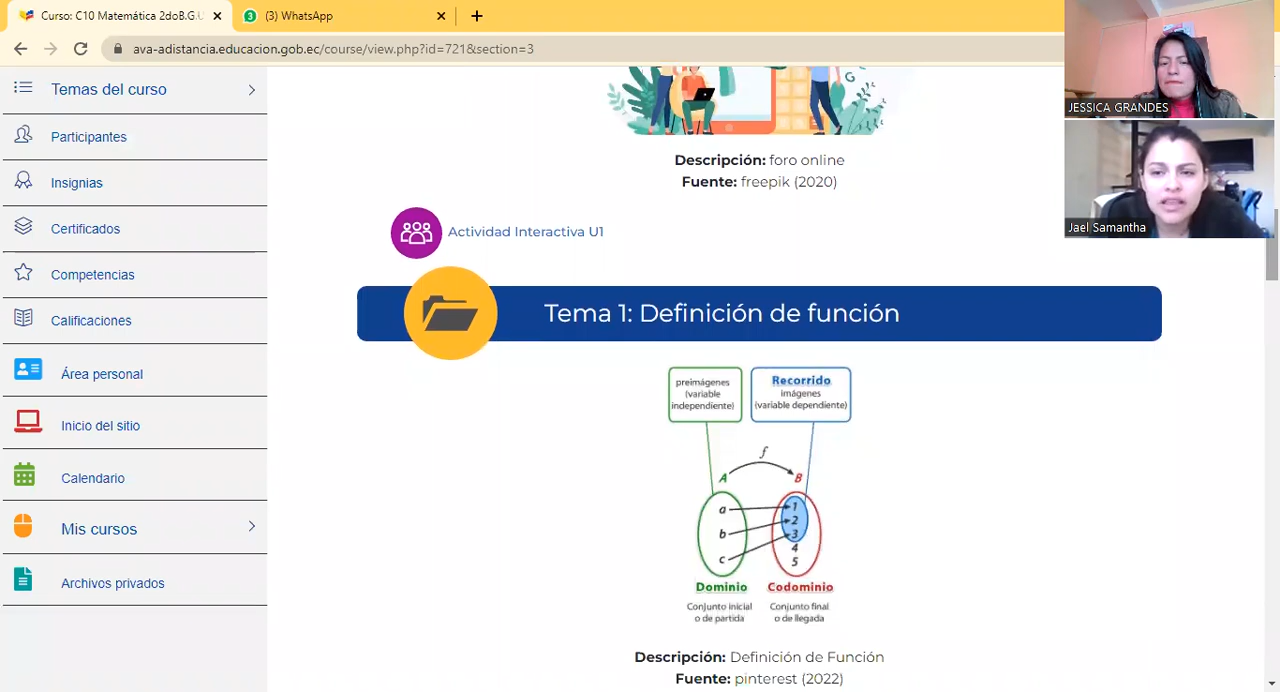 Curso: C10 Matemática 2doB.G.U
3
(3) WhatsApp
ava-adistancia.educacion.gob.ec/course/view.php?id=721&section=3
JESSICA GRANDES
Jael Samantha
Temas del curso
Participantes
Insignias
Certificados
Competencias
Calificaciones
Área personal
Inicio del sitio
Calendario
Mis cursos
Archivos privados
G
Descripción: foro online
Fuente: freepik (2020)
Actividad Interactiva U1
Tema 1: Definición de función
preimágenes
(variable
independiente)
Recorrido
imágenes
(variable dependiente)
f
A B
a 1
2
b 3
c 4
5
Dominio
Conjunto inicial
o de partida
Codominio
Conjunto final
o de llegada
Descripción: Definición de Función
Fuente: pinterest (2022)